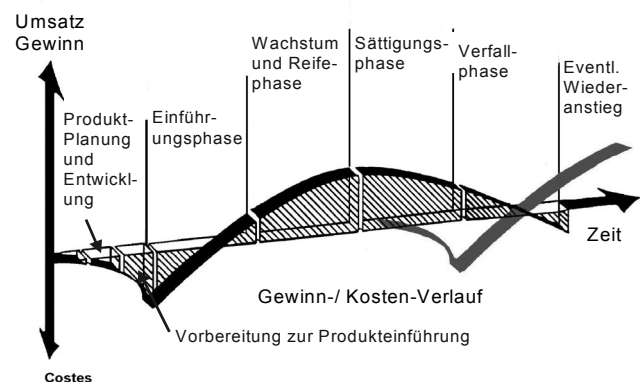 Umsatz
Gewinn
Produkt-
Planung
und
Entwickl-
ung
Einführ-
ungsphase
Wachstum
und Reife-
phase
Sättigungs-
phase
Verfall-
phase
Eventl.
Wieder-
anstieg
Zeit
Gewinn-/ Kosten-Verlauf
Vorbereitung zur Produkteinführung
Costes